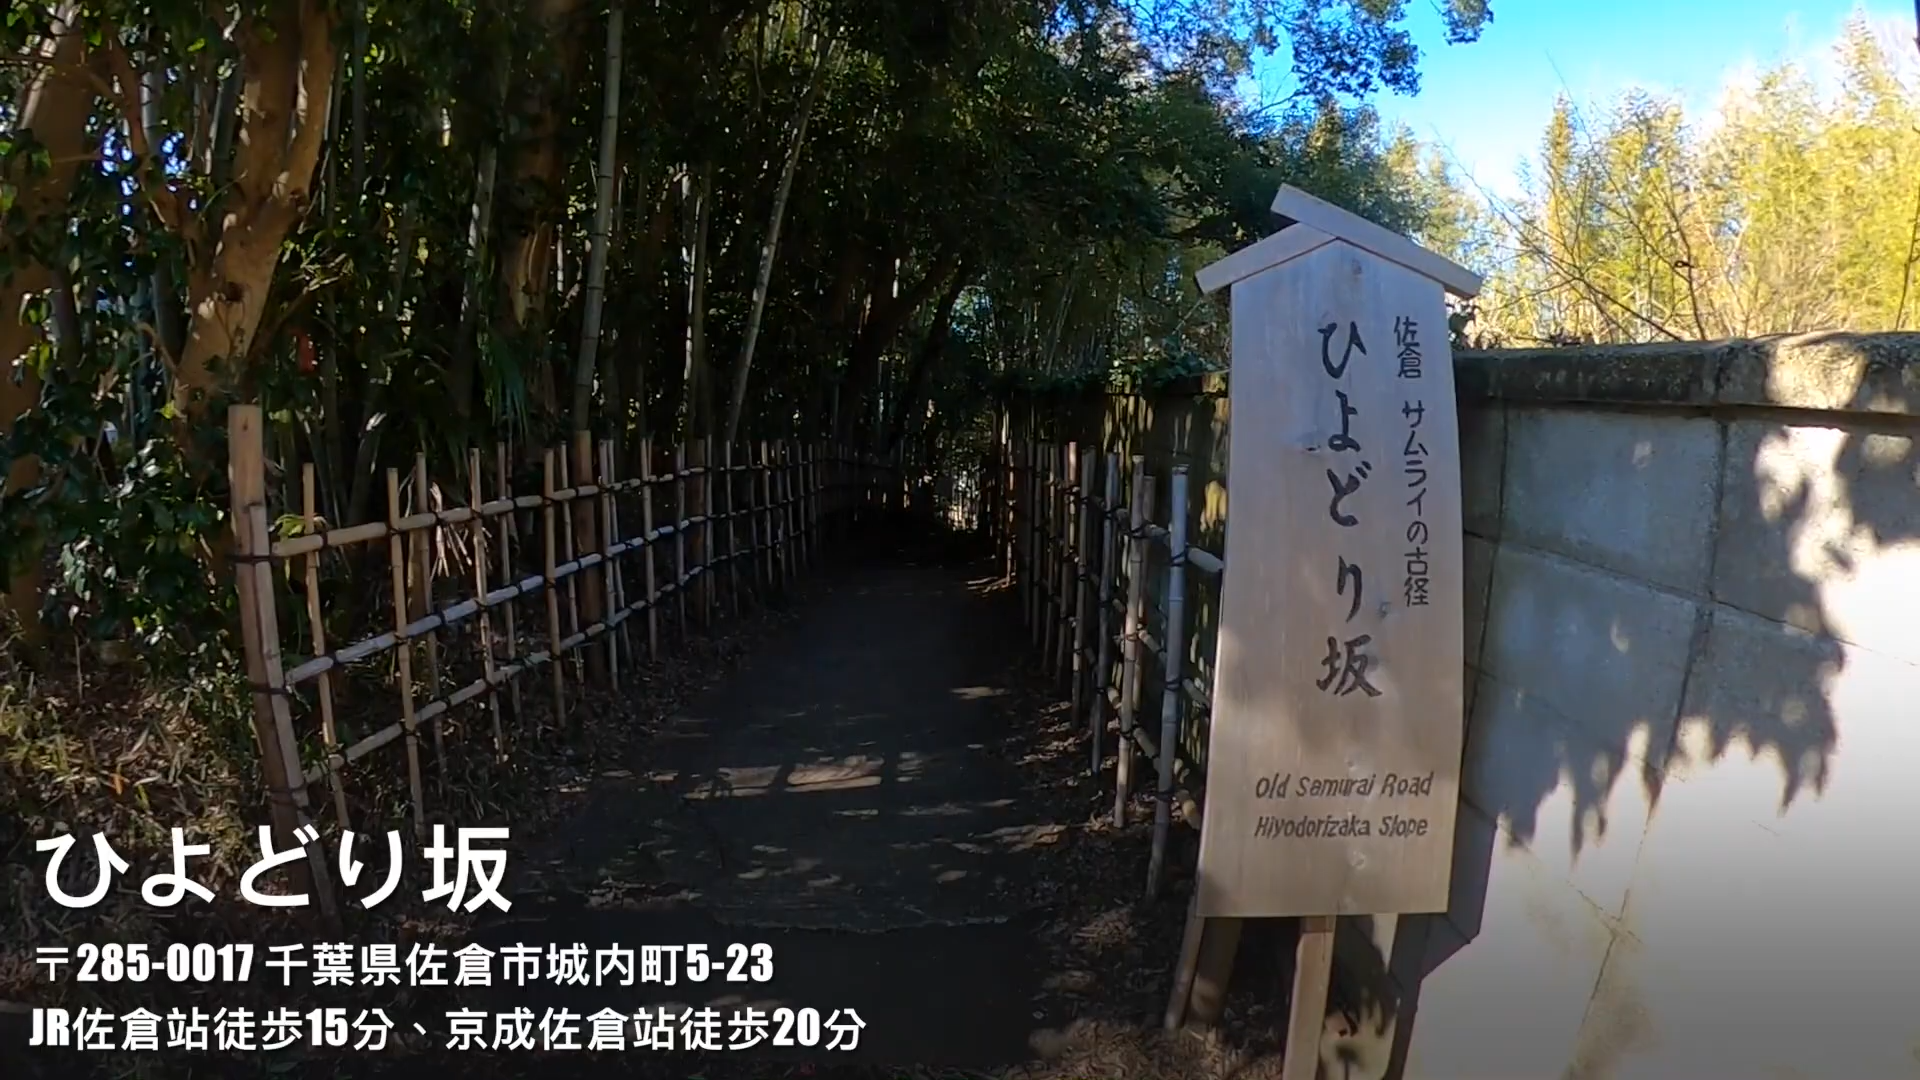 佐倉 サムライの古径
ひよどり坂
Old Samurai Road
Hiyodorizaka Slope
ひよどり坂
〒285-0017 千葉県佐倉市城内町5-23
JR佐倉站徒歩15分、京成佐倉站徒歩20分